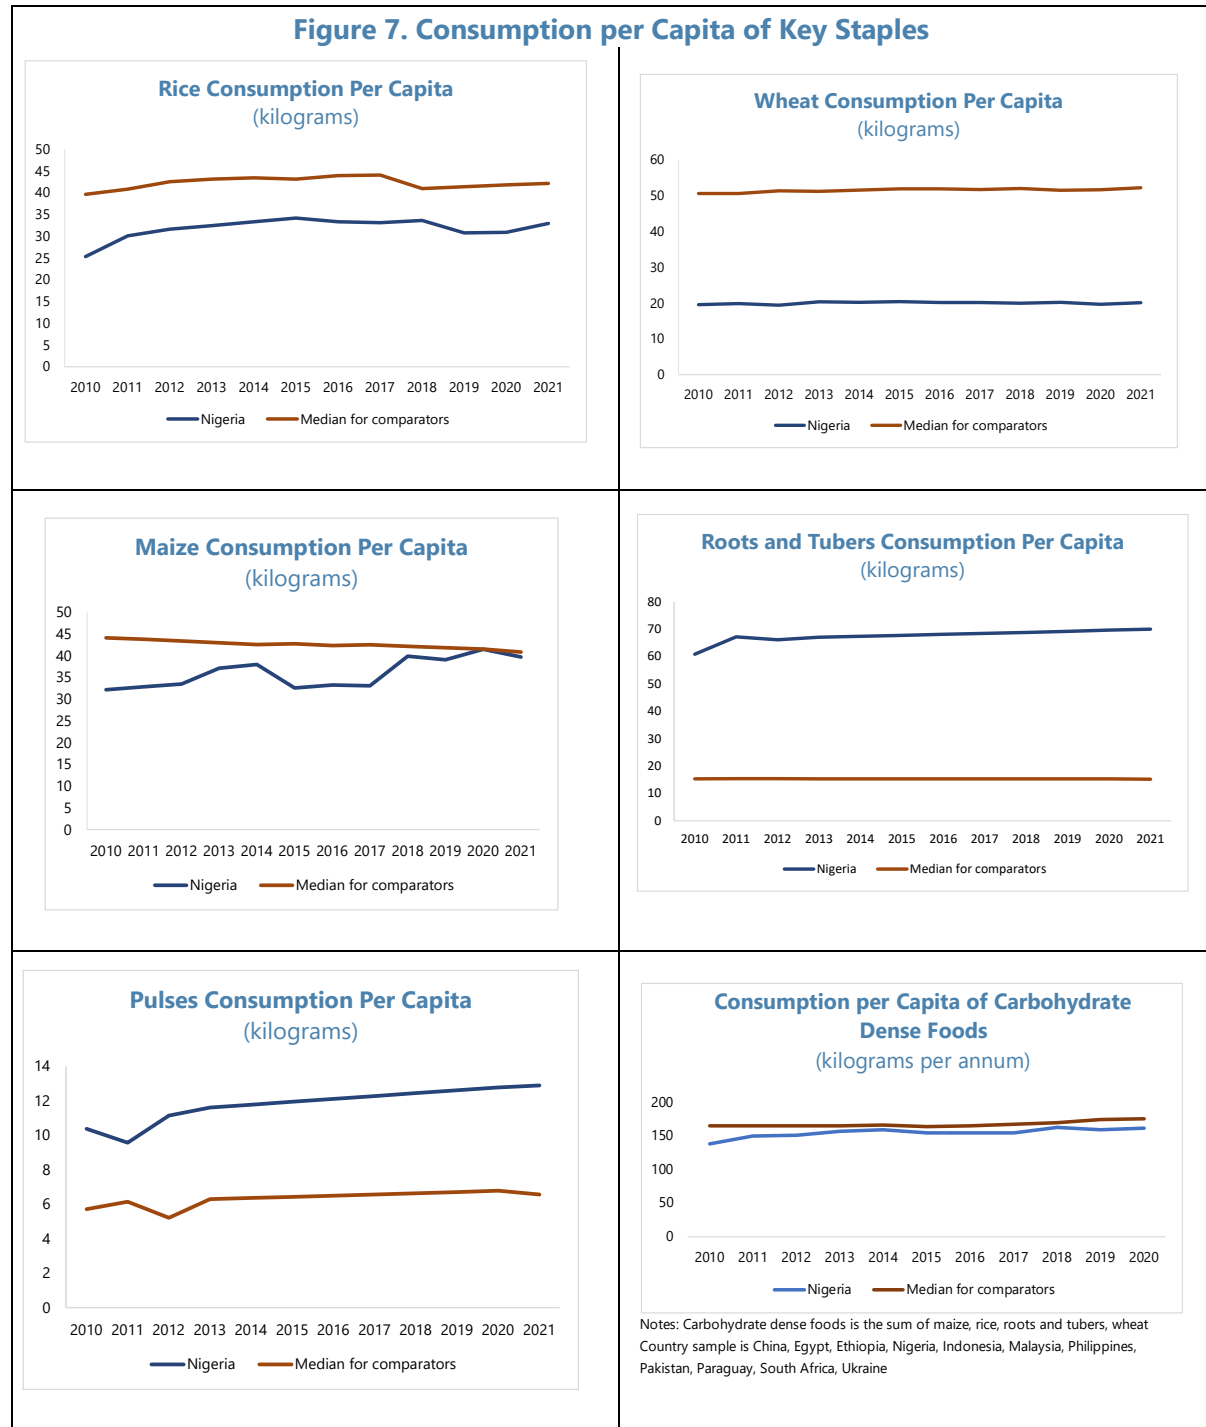 Figure 7. Consumption per Capita of Key Staples
Rice Consumption Per Capita
(kilograms)
50
45
40
35
30
25
20
15
10
5
0
2010 2011 2012 2013 2014 2015 2016 2017 2018 2019 2020 2021
Nigeria Median for comparators
Wheat Consumption Per Capita
(kilograms)
60
50
40
30
20
10
0
2010 2011 2012 2013 2014 2015 2016 2017 2018 2019 2020 2021
Nigeria Median for comparators
Maize Consumption Per Capita
(kilograms)
50
45
40
35
30
25
20
15
10
5
0
2010 2011 2012 2013 2014 2015 2016 2017 2018 2019 2020 2021
Nigeria Median for comparators
Roots and Tubers Consumption Per Capita
(kilograms)
80
70
60
50
40
30
20
10
0
2010 2011 2012 2013 2014 2015 2016 2017 2018 2019 2020 2021
Nigeria Median for comparators
Pulses Consumption Per Capita
(kilograms)
14
12
10
8
6
4
2
0
2010 2011 2012 2013 2014 2015 2016 2017 2018 2019 2020 2021
Nigeria Median for comparators
Consumption per Capita of Carbohydrate
Dense Foods
(kilograms per annum)
200
150
100
50
0
2010 2011 2012 2013 2014 2015 2016 2017 2018 2019 2020
Nigeria Median for comparators
Notes: Carbohydrate dense foods is the sum of maize, rice, roots and tubers, wheat
Country sample is China, Egypt, Ethiopia, Nigeria, Indonesia, Malaysia, Philippines,
Pakistan, Paraguay, South Africa, Ukraine